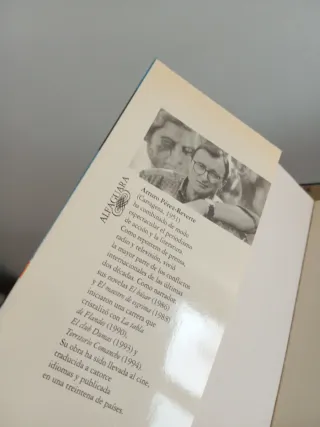 ALFAGUARA
Arturo Pérez-Reverte
(Cartagena, 1951)
ha combinado de modo
espectacular el periodismo
de acción y la literatura.
Como reportero de prensa,
radio y televisión, vivió
la mayor parte de los conflictos
internacionales de las últimas
dos décadas. Como narrador,
sus novelas El húsar (1986)
y El maestro de esgrima (1988)
iniciaron una carrera que
cristalizó con La tabla
de Flandes (1990),
El club Dumas (1993) y
Territorio Comanche (1994).
Su obra ha sido llevada al cine,
traducida a catorce
idiomas y publicada
en una treintena de países.